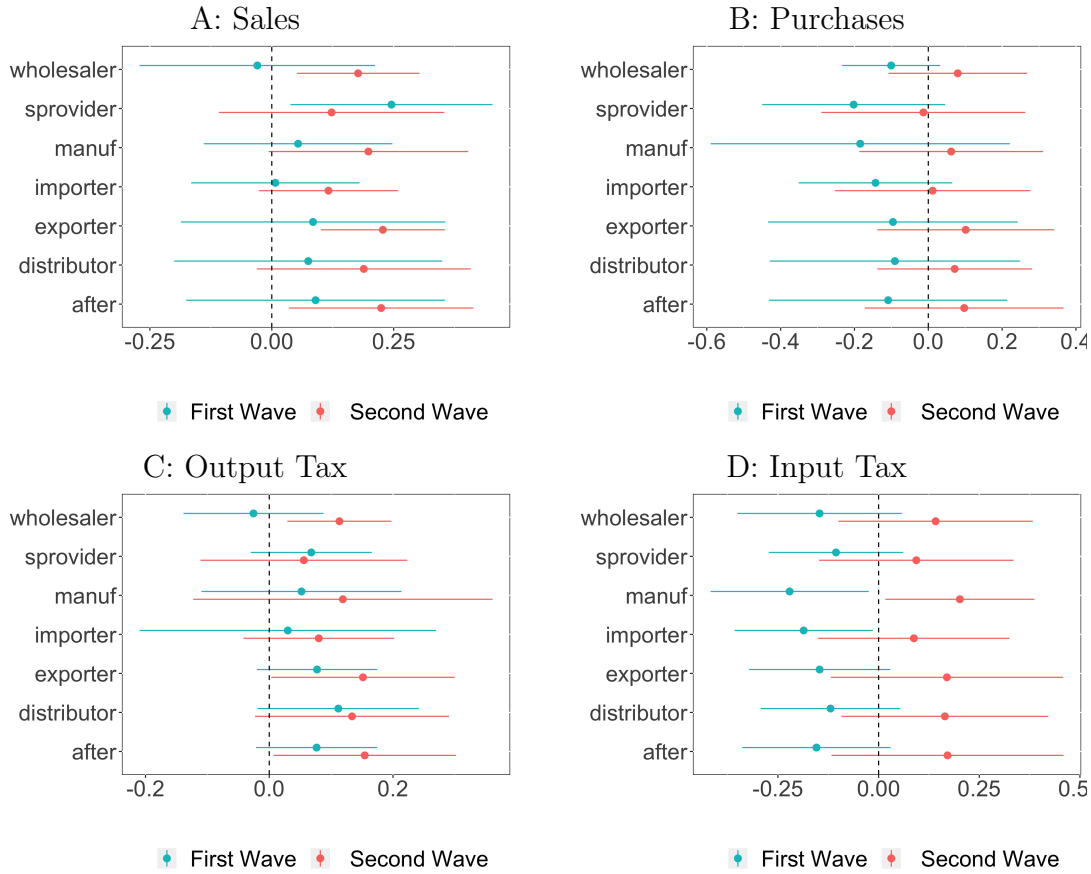 A: Sales
wholesaler
sprovider
manuf
importer
exporter
distributor
after
-0.25 0.00 0.25
First Wave Second Wave
B: Purchases
wholesaler
sprovider
manuf
importer
exporter
distributor
after
-0.6 -0.4 -0.2 0.0 0.2 0.4
First Wave Second Wave
C: Output Tax
wholesaler
sprovider
manuf
importer
exporter
distributor
after
-0.2 0.0 0.2
First Wave Second Wave
D: Input Tax
wholesaler
sprovider
manuf
importer
exporter
distributor
after
-0.25 0.00 0.25 0.5
First Wave Second Wave